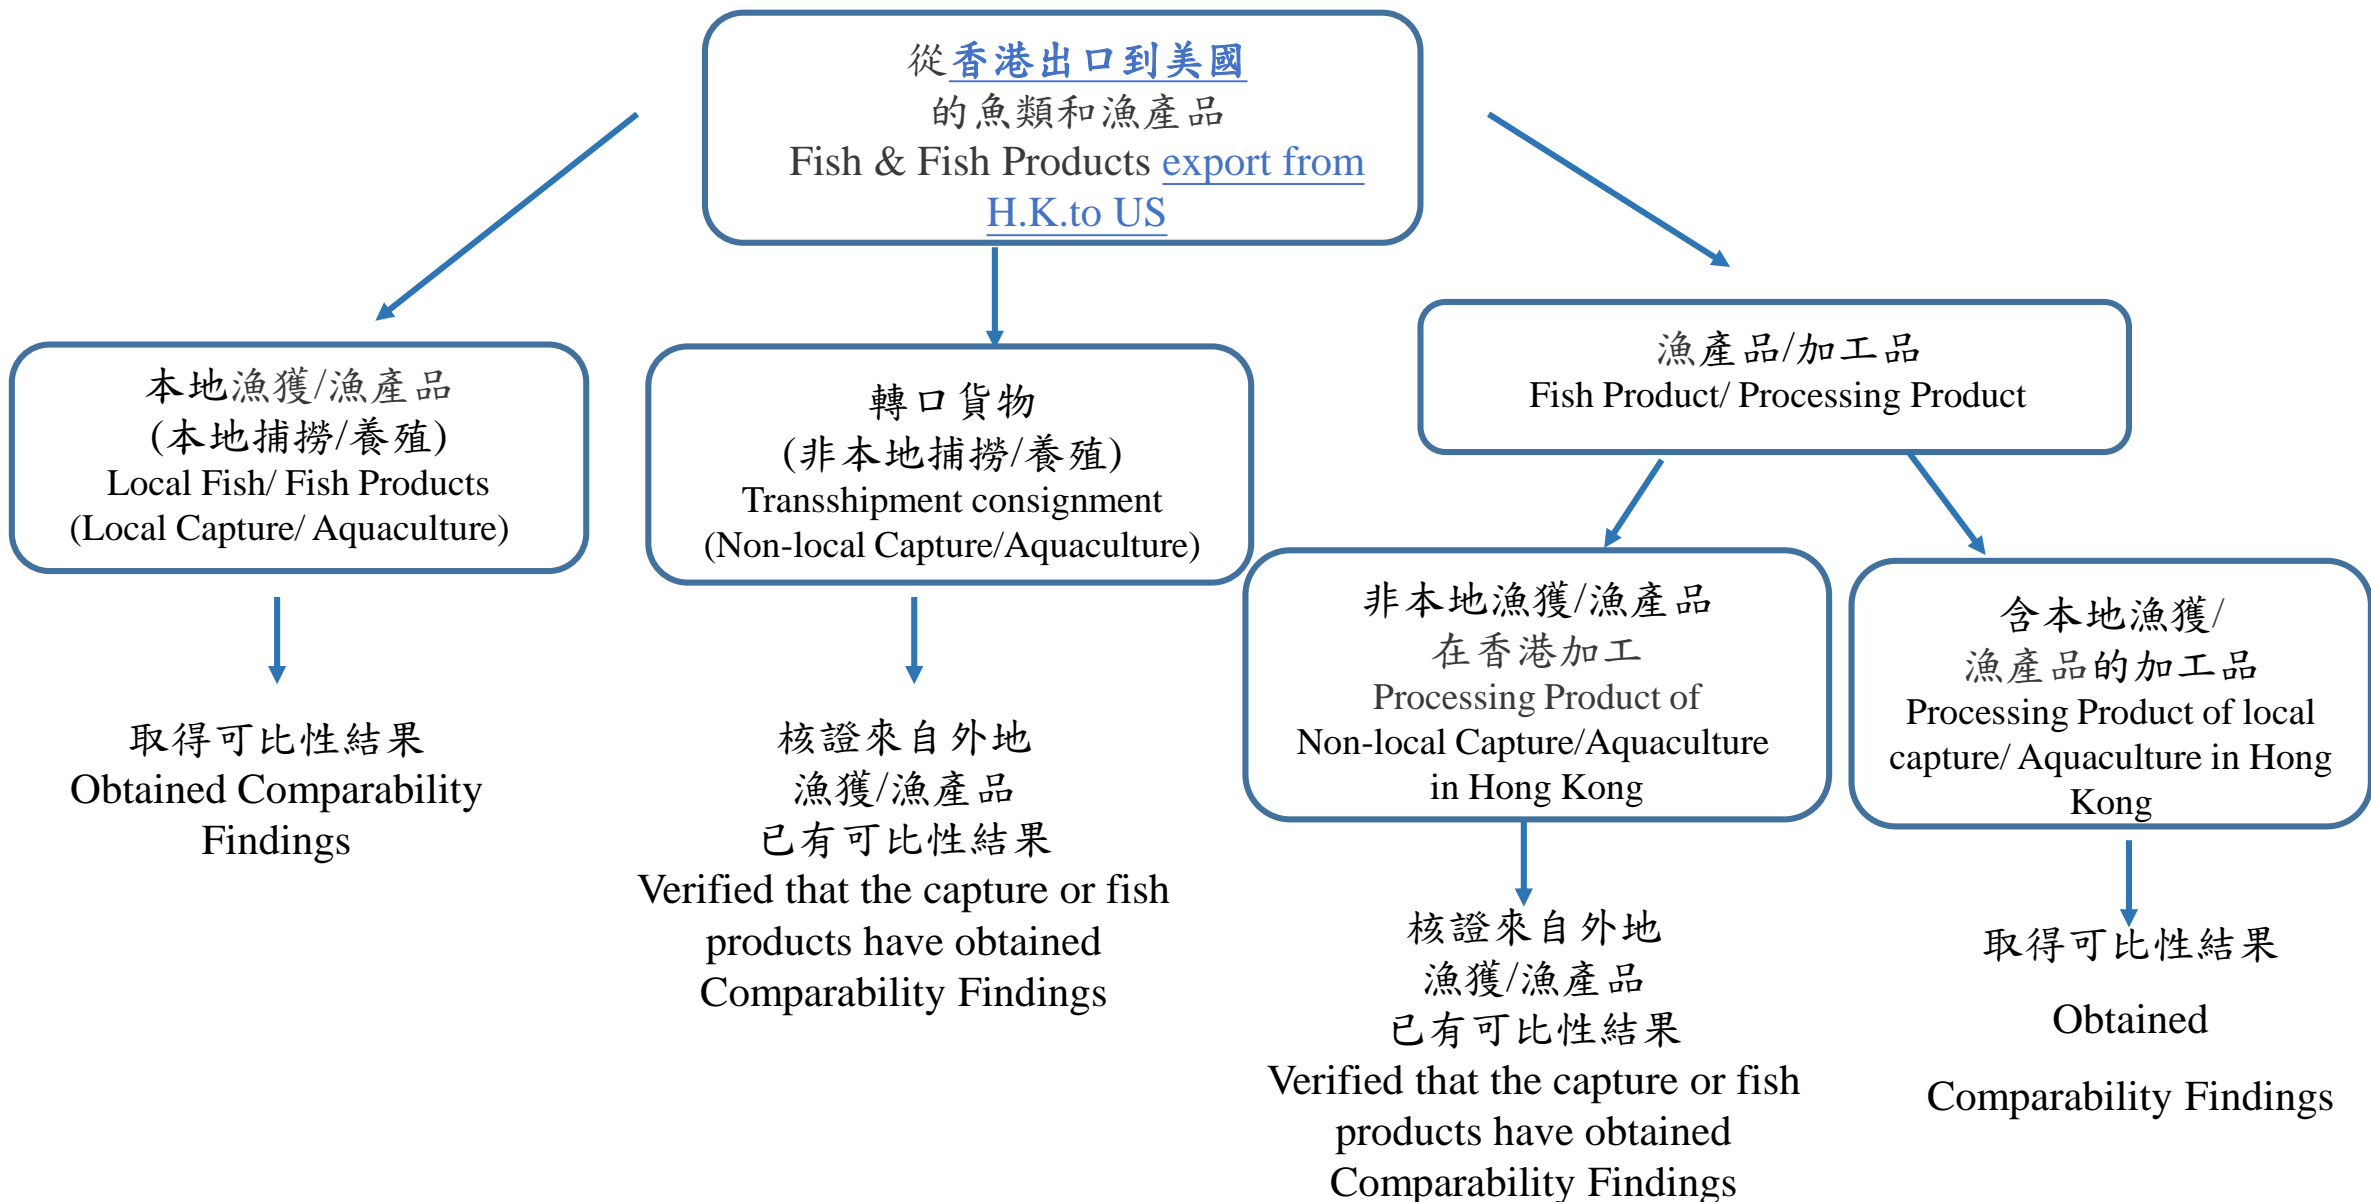 從香港出口到美國
的魚類和漁產品
Fish & Fish Products export from
H.K.to US
本地漁獲/漁產品
(本地捕撈/養殖)
Local Fish/ Fish Products
(Local Capture/ Aquaculture)
取得可比性結果
Obtained Comparability
Findings
轉口貨物
(非本地捕撈/養殖)
Transshipment consignment
(Non-local Capture/Aquaculture)
核證來自外地
漁獲/漁產品
已有可比性結果
Verified that the capture or fish
products have obtained
Comparability Findings
漁產品/加工品
Fish Product/ Processing Product
非本地漁獲/漁產品
在香港加工
Processing Product of
Non-local Capture/Aquaculture
in Hong Kong
核證來自外地
漁獲/漁產品
已有可比性結果
Verified that the capture or fish
products have obtained
Comparability Findings
含本地漁獲/
漁產品的加工品
Processing Product of local
capture/ Aquaculture in Hong
Kong
取得可比性結果
Obtained
Comparability Findings